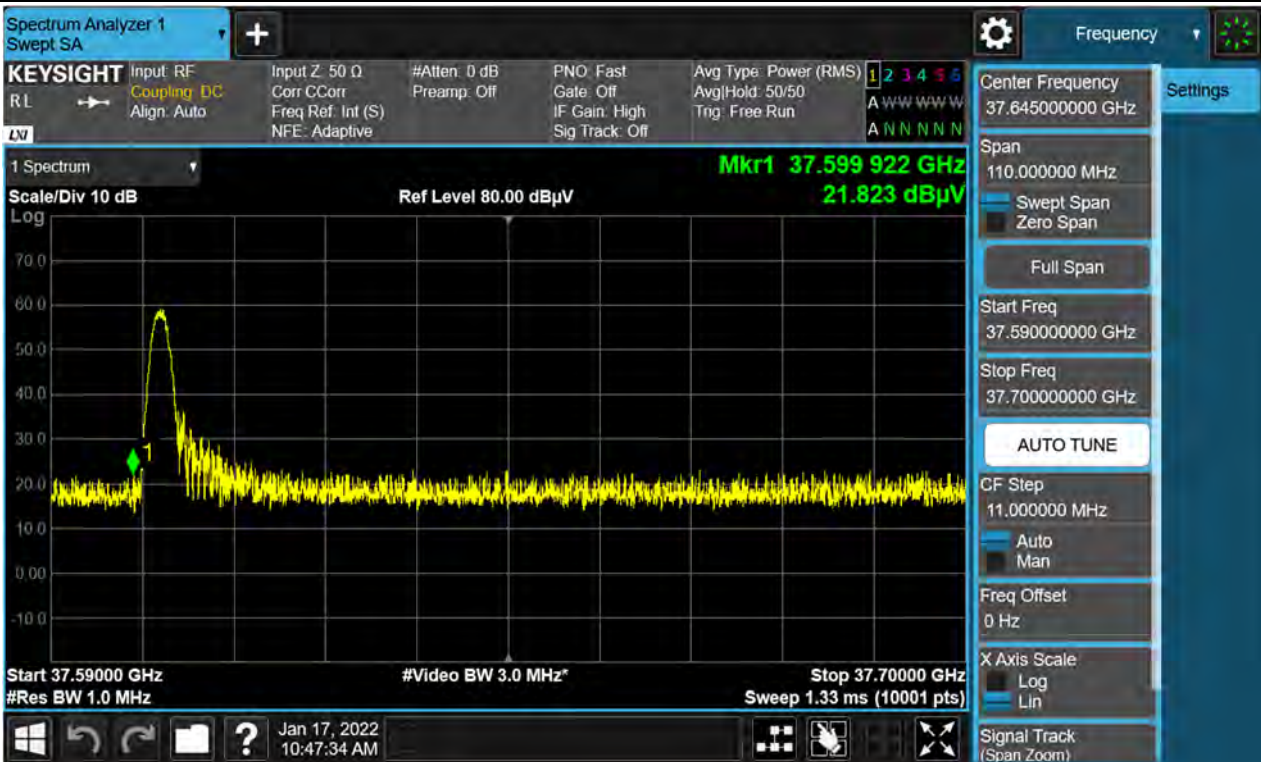 Spectrum Analyzer 1
Swept SA
+
Frequency
KEYSIGHT
R L
LXI
Input: RF
Coupling: DC
Align: Auto
Input Z: 50 Ω
Corr CCorr
Freq Ref: Int (S)
NFE: Adaptive
#Atten: 0 dB
Preamp: Off
PNO: Fast
Gate: Off
IF Gain: High
Sig Track: Off
Avg Type: Power (RMS)
Avg|Hold: 50/50
Trig: Free Run
1 2 3 4 5 6
A W W W W W
A N N N N N
1 Spectrum
Scale/Div 10 dB
Ref Level 80.00 dBµV
Mkr1 37.599 922 GHz
21.823 dBµV
Log
70.0
60.0
50.0
40.0
30.0
20.0
10.0
0.00
-10.0
1
Start 37.59000 GHz
#Res BW 1.0 MHz
#Video BW 3.0 MHz*
Stop 37.70000 GHz
Sweep 1.33 ms (10001 pts)
Center Frequency
37.645000000 GHz
Span
110.000000 MHz
Swept Span
Zero Span
Full Span
Start Freq
37.590000000 GHz
Stop Freq
37.700000000 GHz
AUTO TUNE
CF Step
11.000000 MHz
Auto
Man
Freq Offset
0 Hz
X Axis Scale
Log
Lin
Signal Track
(Span Zoom)
Settings
?
Jan 17, 2022
10:47:34 AM